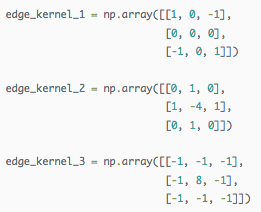 edge_kernel_1 = np.array([[1, 0, -1],
[0, 0, 0],
[-1, 0, 1]])
edge_kernel_2 = np.array([[0, 1, 0],
[1, -4, 1],
[0, 1, 0]])
edge_kernel_3 = np.array([[-1, -1, -1],
[-1, 8, -1],
[-1, -1, -1]])